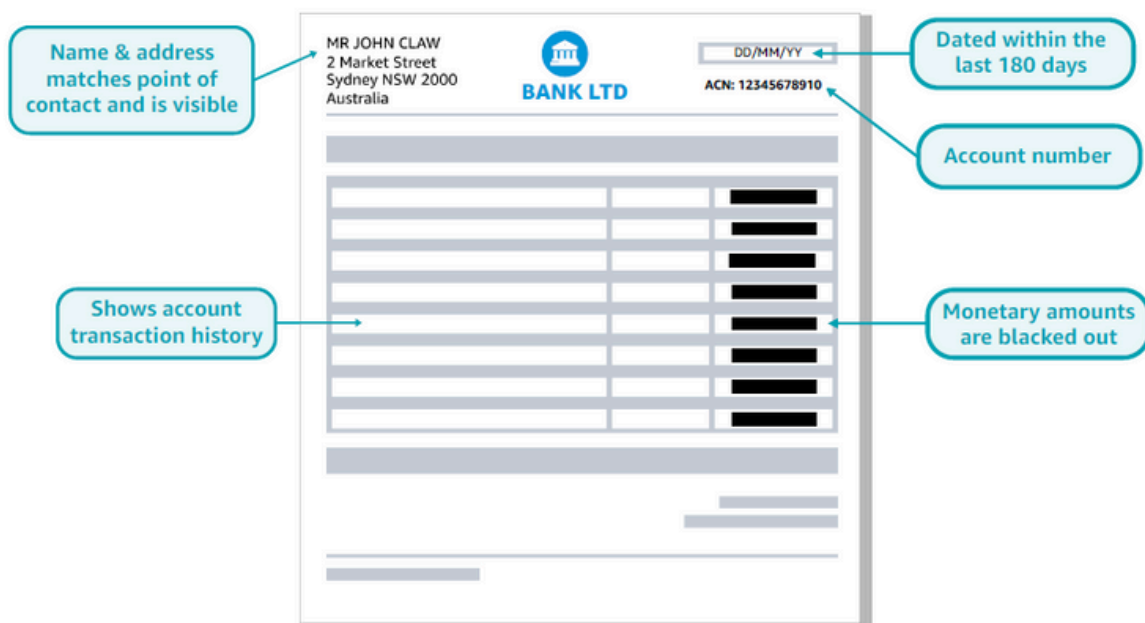 Name & address
matches point of
contact and is visible
MR JOHN CLAW
2 Market Street
Sydney NSW 2000
Australia
BANK LTD
DD/MM/YY
ACN: 12345678910
Dated within the
last 180 days
Account number
Shows account
transaction history
Monetary amounts
are blacked out